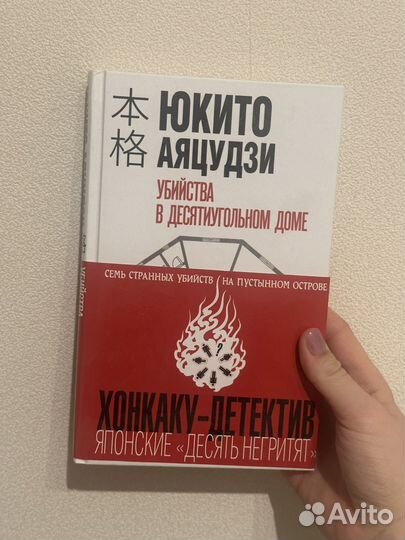 本格
ЮКИТО
АЯЦУДЗИ
УБИЙСТВА
В ДЕСЯТИУГОЛЬНОМ ДОМЕ
СЕМЬ СТРАННЫХ УБИЙСТВ НА ПУСТЫННОМ ОСТРОВЕ
ХОНКАКУ-ДЕТЕКТИВ
ЯПОНСКИЕ «ДЕСЯТЬ НЕГРИТЯТ»
Avito